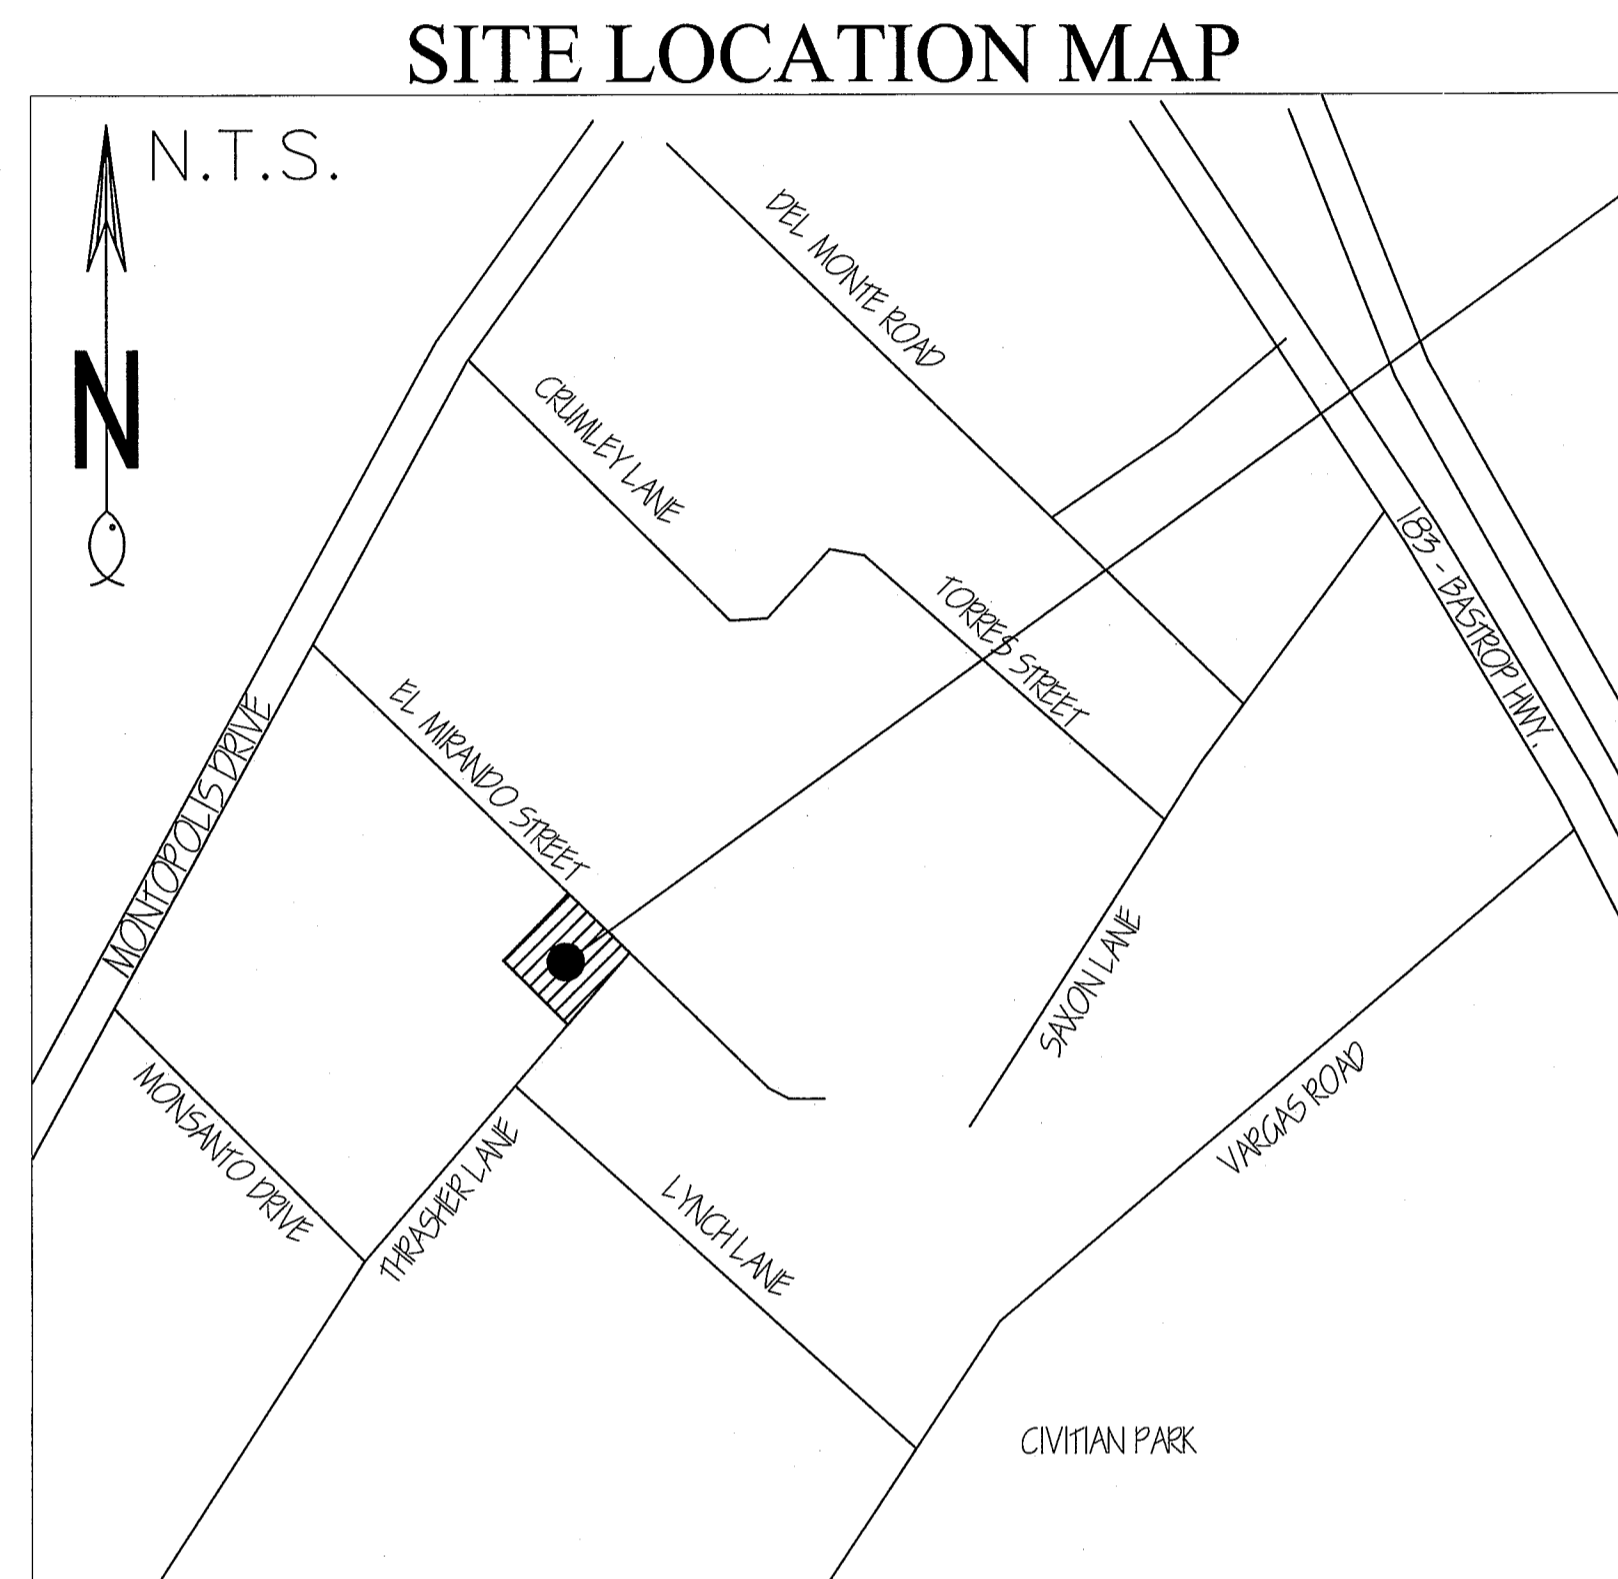 SITE LOCATION MAP
N.T.S.
N
DEL MONTE ROAD
CRUMLEY LANE
TORRES STREET
183 - BASTROP HWY.
EL MIRANDO STREET
MONTOPOLIS DRIVE
SAXON LANE
VARGAS ROAD
MONSANTO DRIVE
THRASHER LANE
LYNCH LANE
CIVITIAN PARK